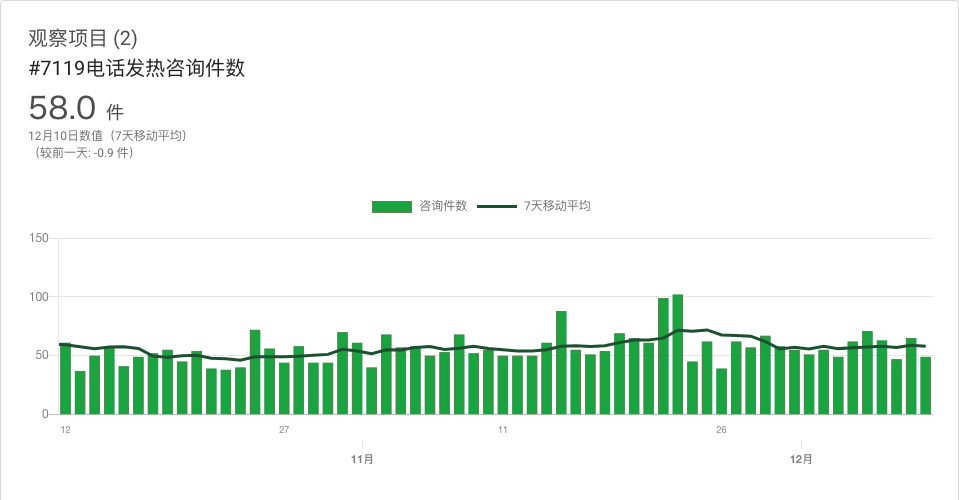 观察项目 (2)
#7119电话发热咨询件数
58.0 件
12月10日数值（7天移动平均）
（较前一天: -0.9 件）
咨询件数 7天移动平均
150
100
50
0
12 27 11 26
11月 12月